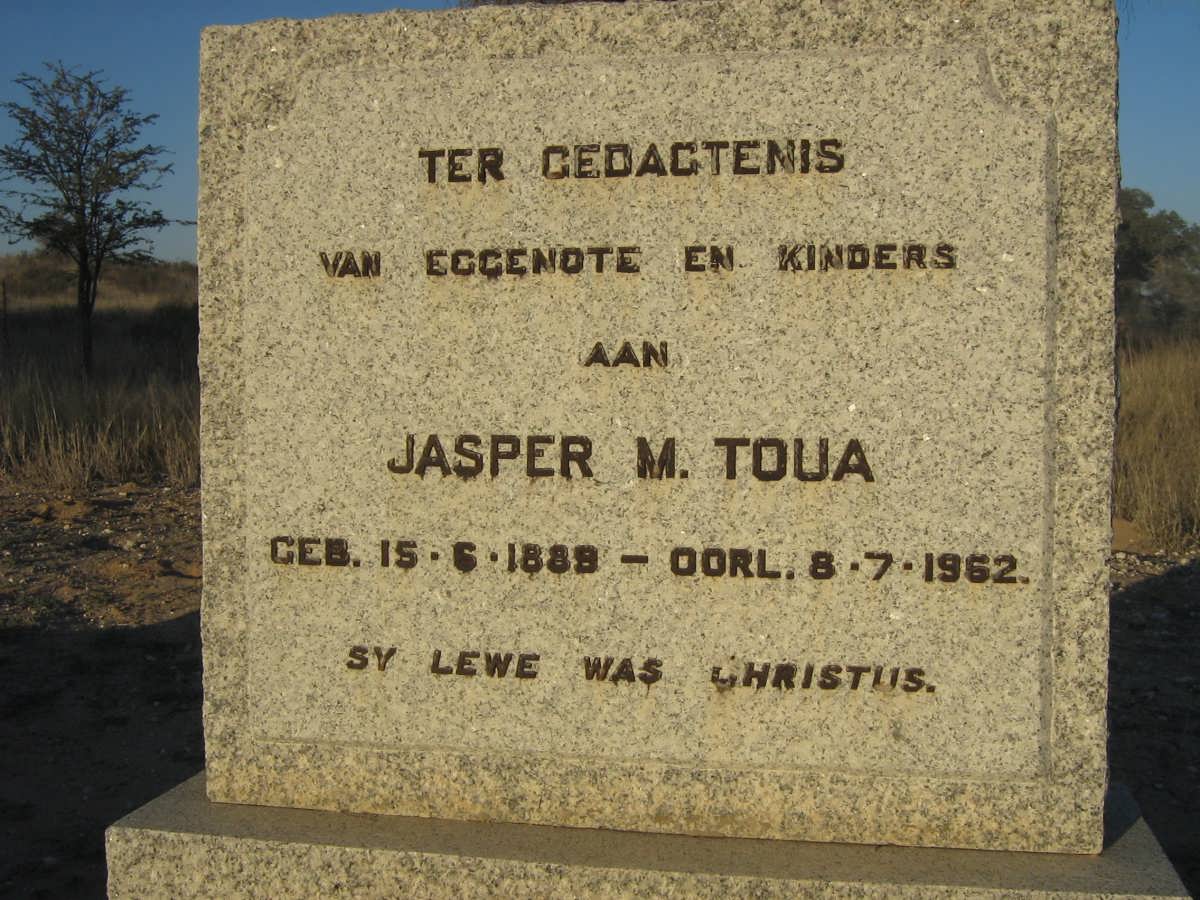 TER GEDAGTENIS
VAN EGGENOTE EN KINDERS
AAN
JASPER M. TOUA
GEB. 15·6·1889 – OORL. 8·7·1962.
SY LEWE WAS CHRISTUS.